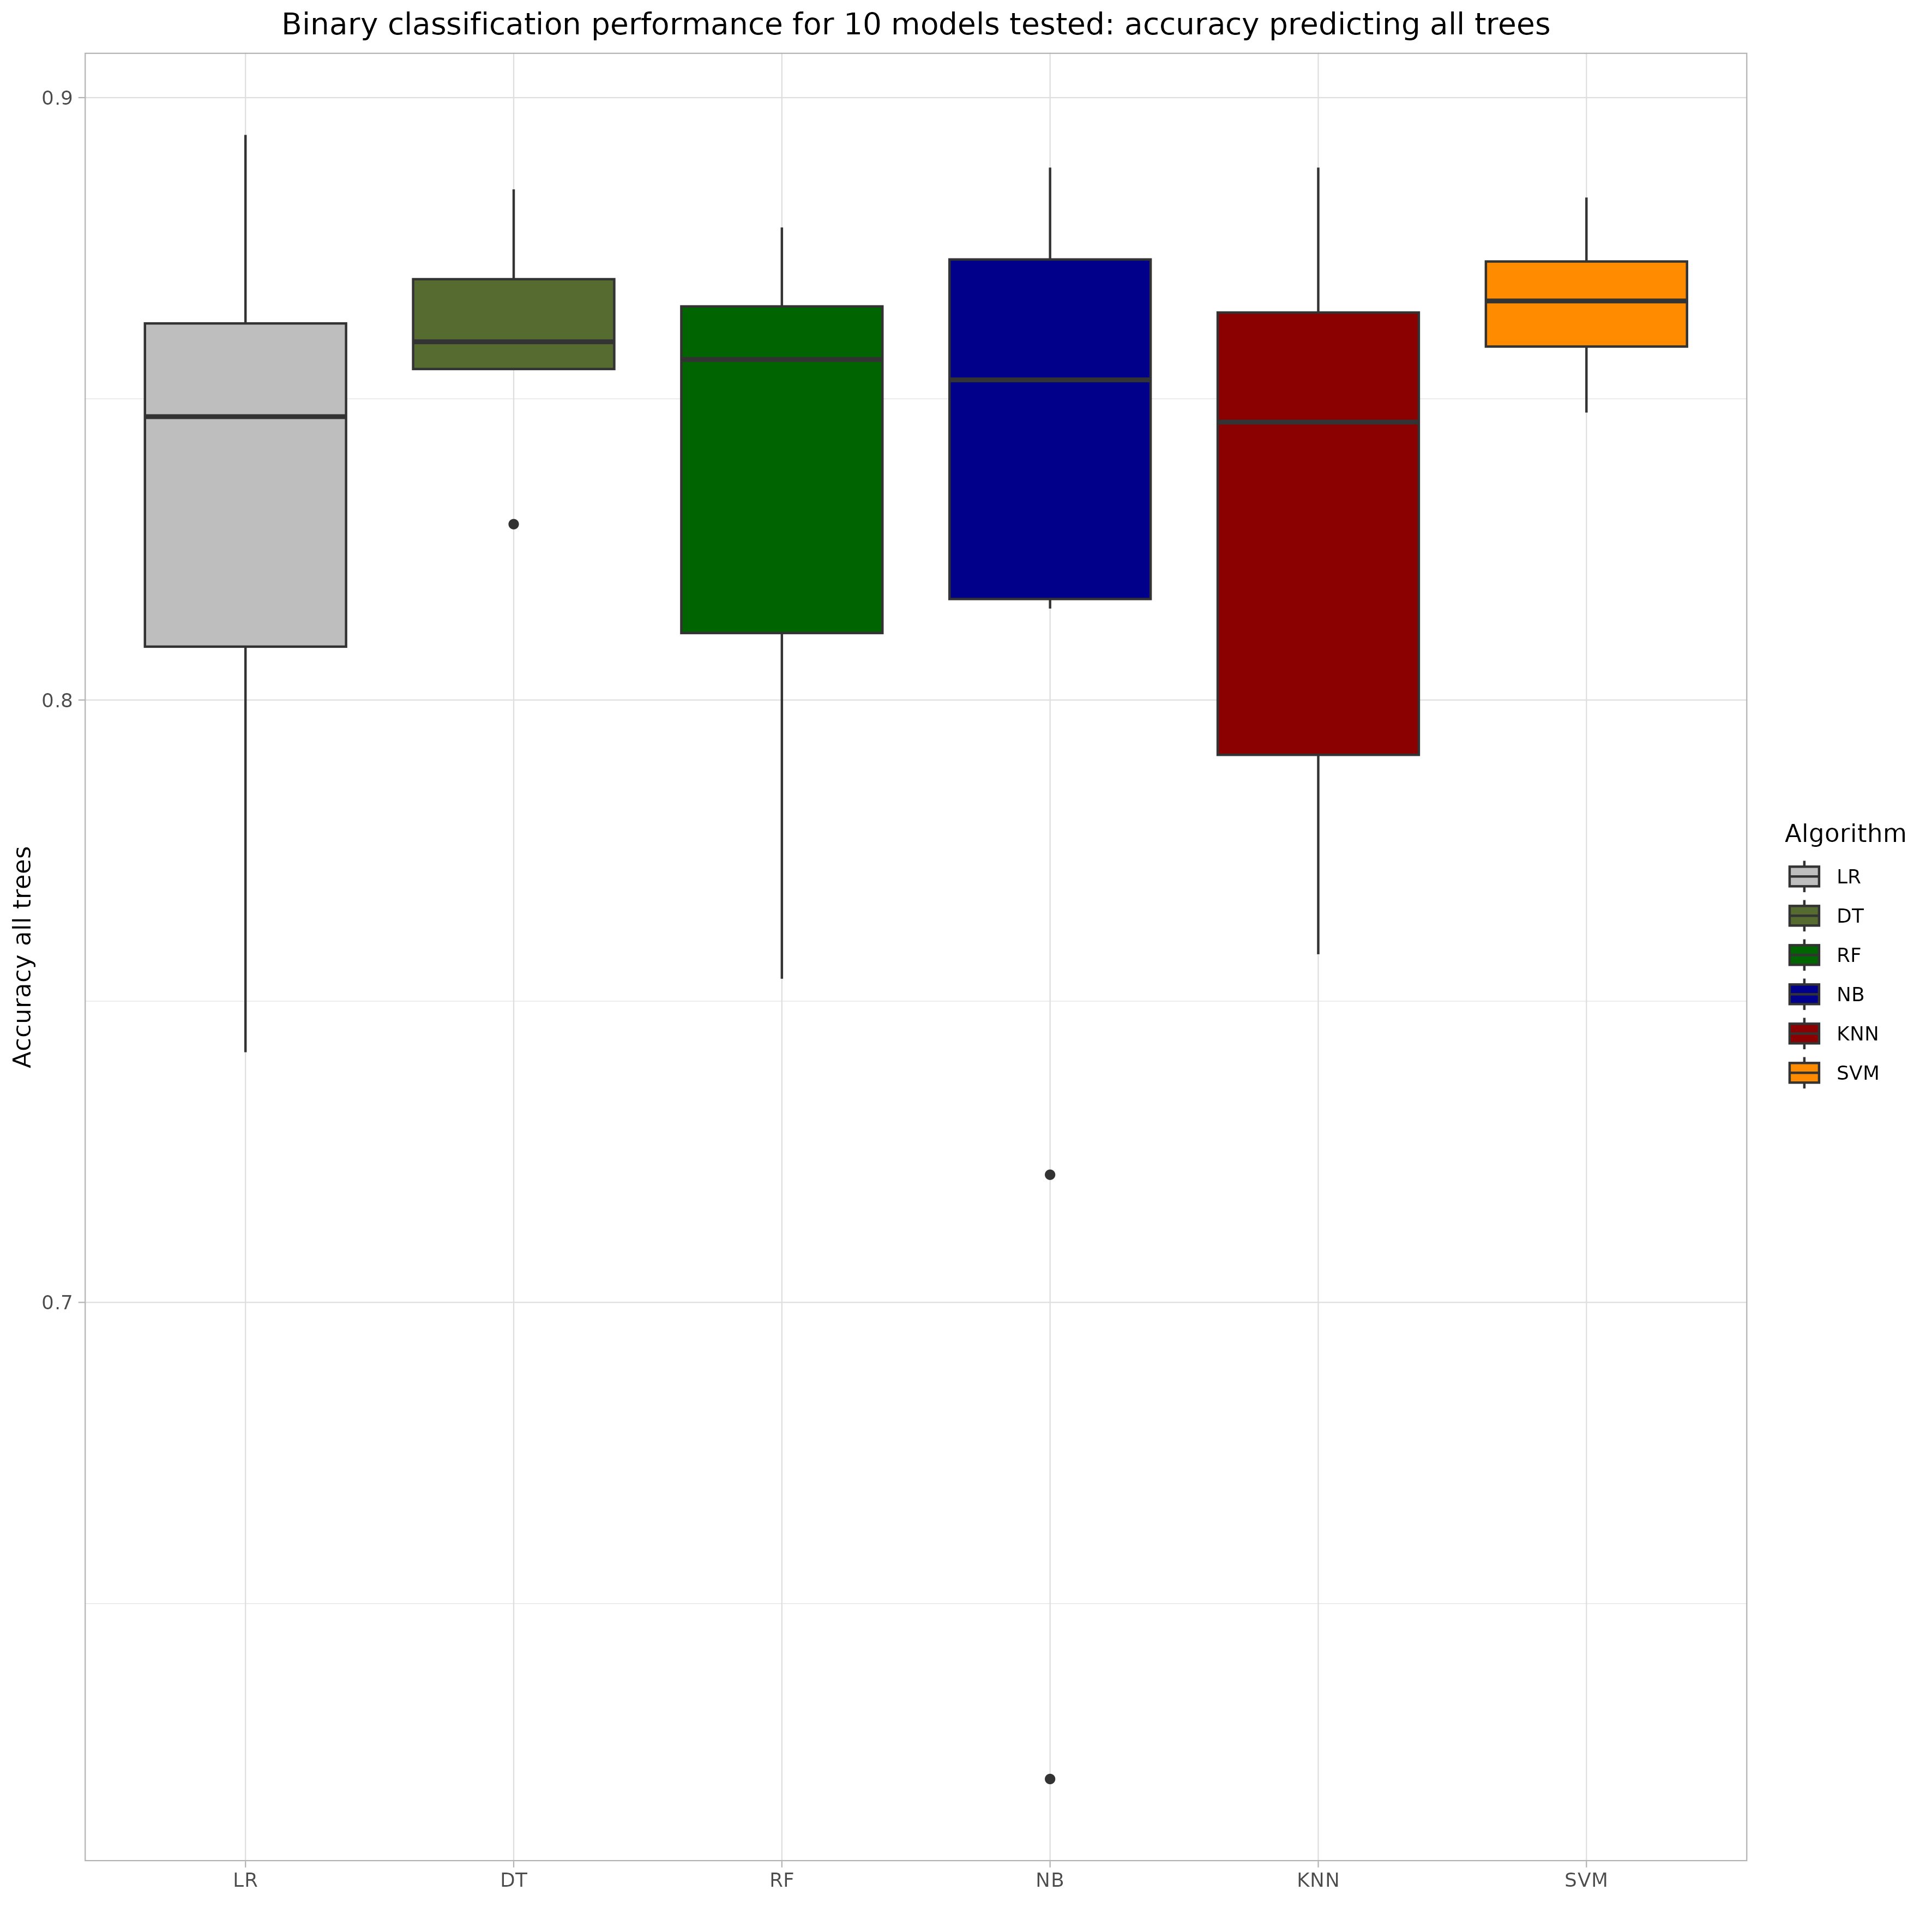 Binary classification performance for 10 models tested: accuracy predicting all trees
0.9
0.8
0.7
Accuracy all trees
LR
DT
RF
NB
KNN
SVM
Algorithm
LR
DT
RF
NB
KNN
SVM